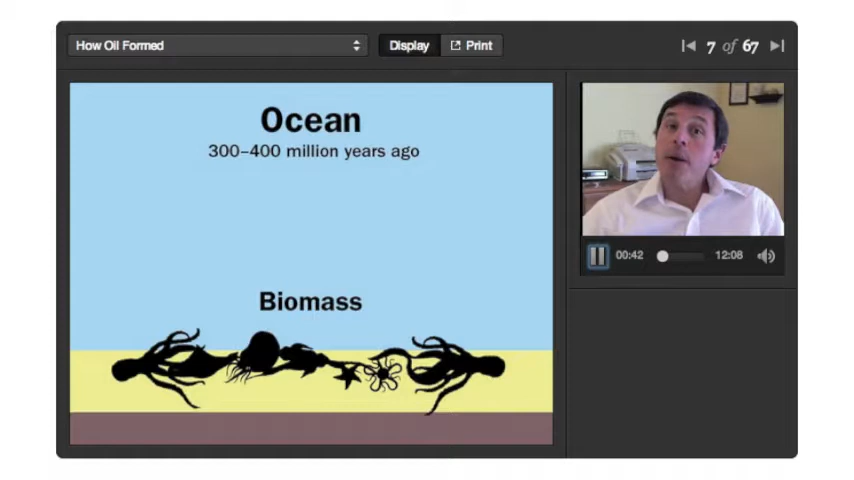 How Oil Formed
Display
Print
7 of 67
Ocean
300–400 million years ago
Biomass
00:42
12:08